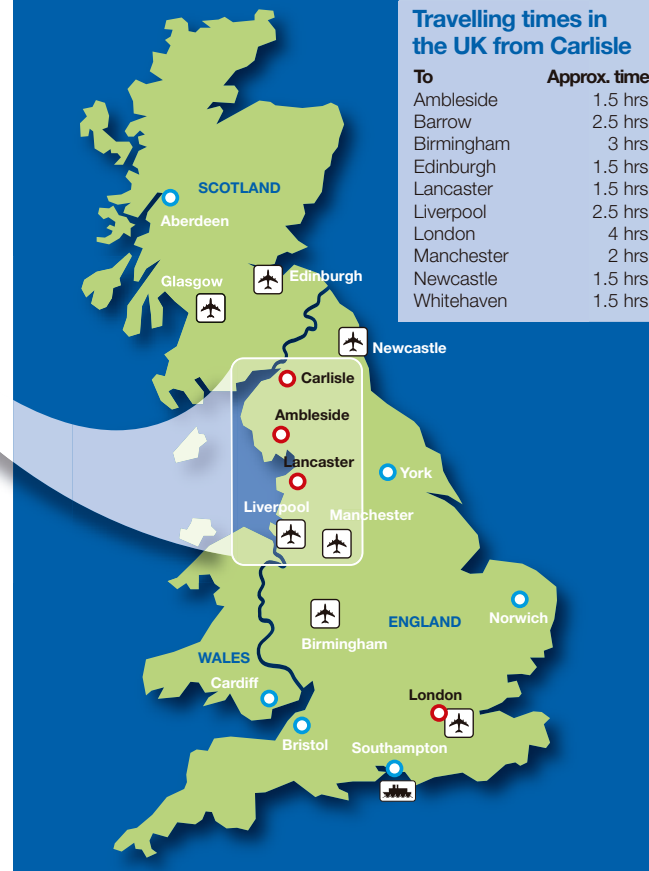 Travelling times in
the UK from Carlisle
To Approx. time
Ambleside 1.5 hrs
Barrow 2.5 hrs
Birmingham 3 hrs
Edinburgh 1.5 hrs
Lancaster 1.5 hrs
Liverpool 2.5 hrs
London 4 hrs
Manchester 2 hrs
Newcastle 1.5 hrs
Whitehaven 1.5 hrs
SCOTLAND
Aberdeen
Glasgow
Edinburgh
Newcastle
Carlisle
Ambleside
Lancaster
York
Liverpool
Manchester
Birmingham
ENGLAND
Norwich
WALES
Cardiff
London
Bristol
Southampton